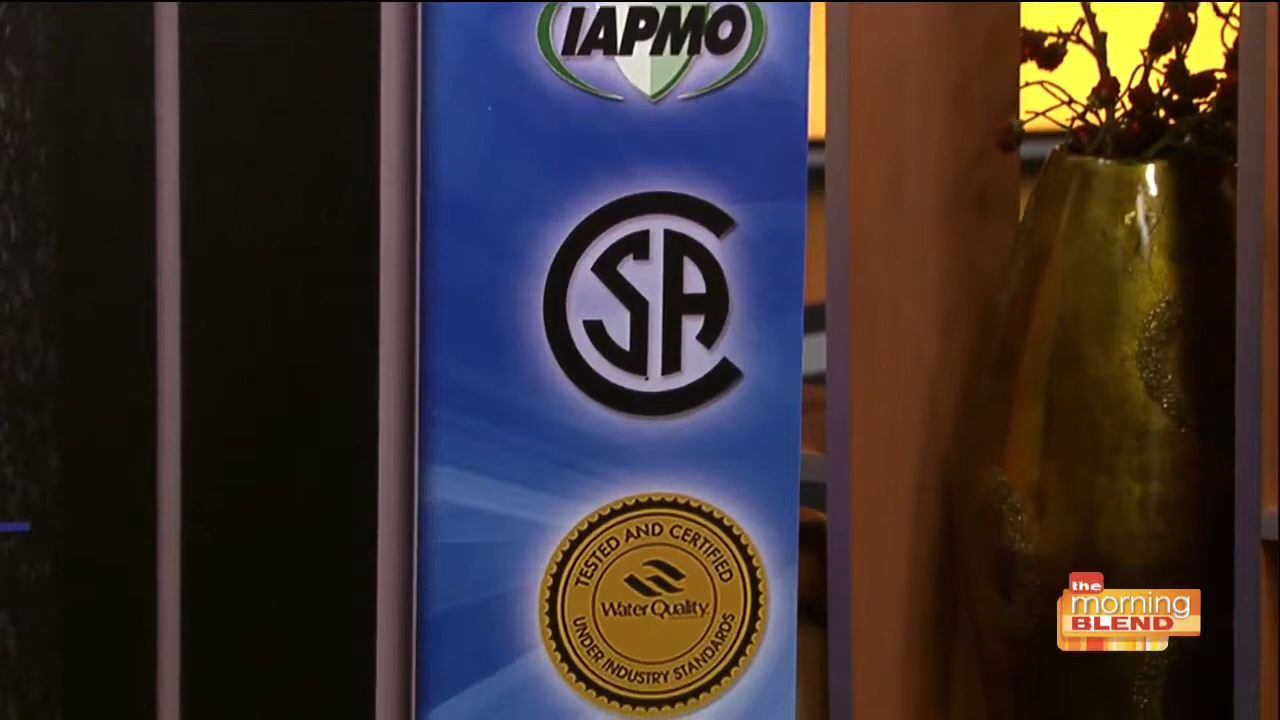 IAPMO
CSA
TESTED AND CERTIFIED
Water Quality
UNDER INDUSTRY STANDARDS
the
morning
BLEND